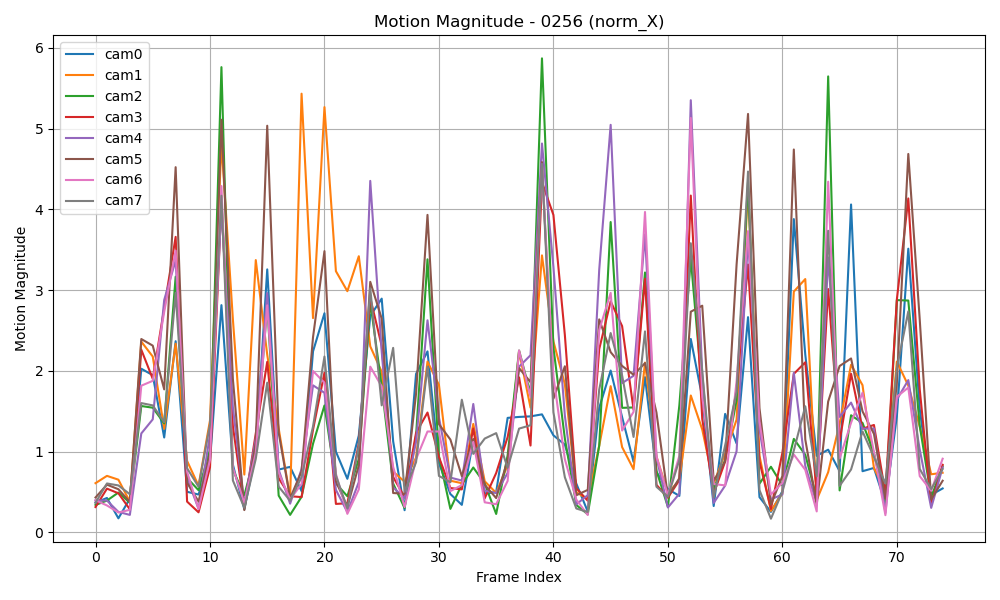 Motion Magnitude - 0256 (norm_X)
cam0
cam1
cam2
cam3
cam4
cam5
cam6
cam7
Motion Magnitude
6
5
4
3
2
1
0
0 10 20 30 40 50 60 70
Frame Index